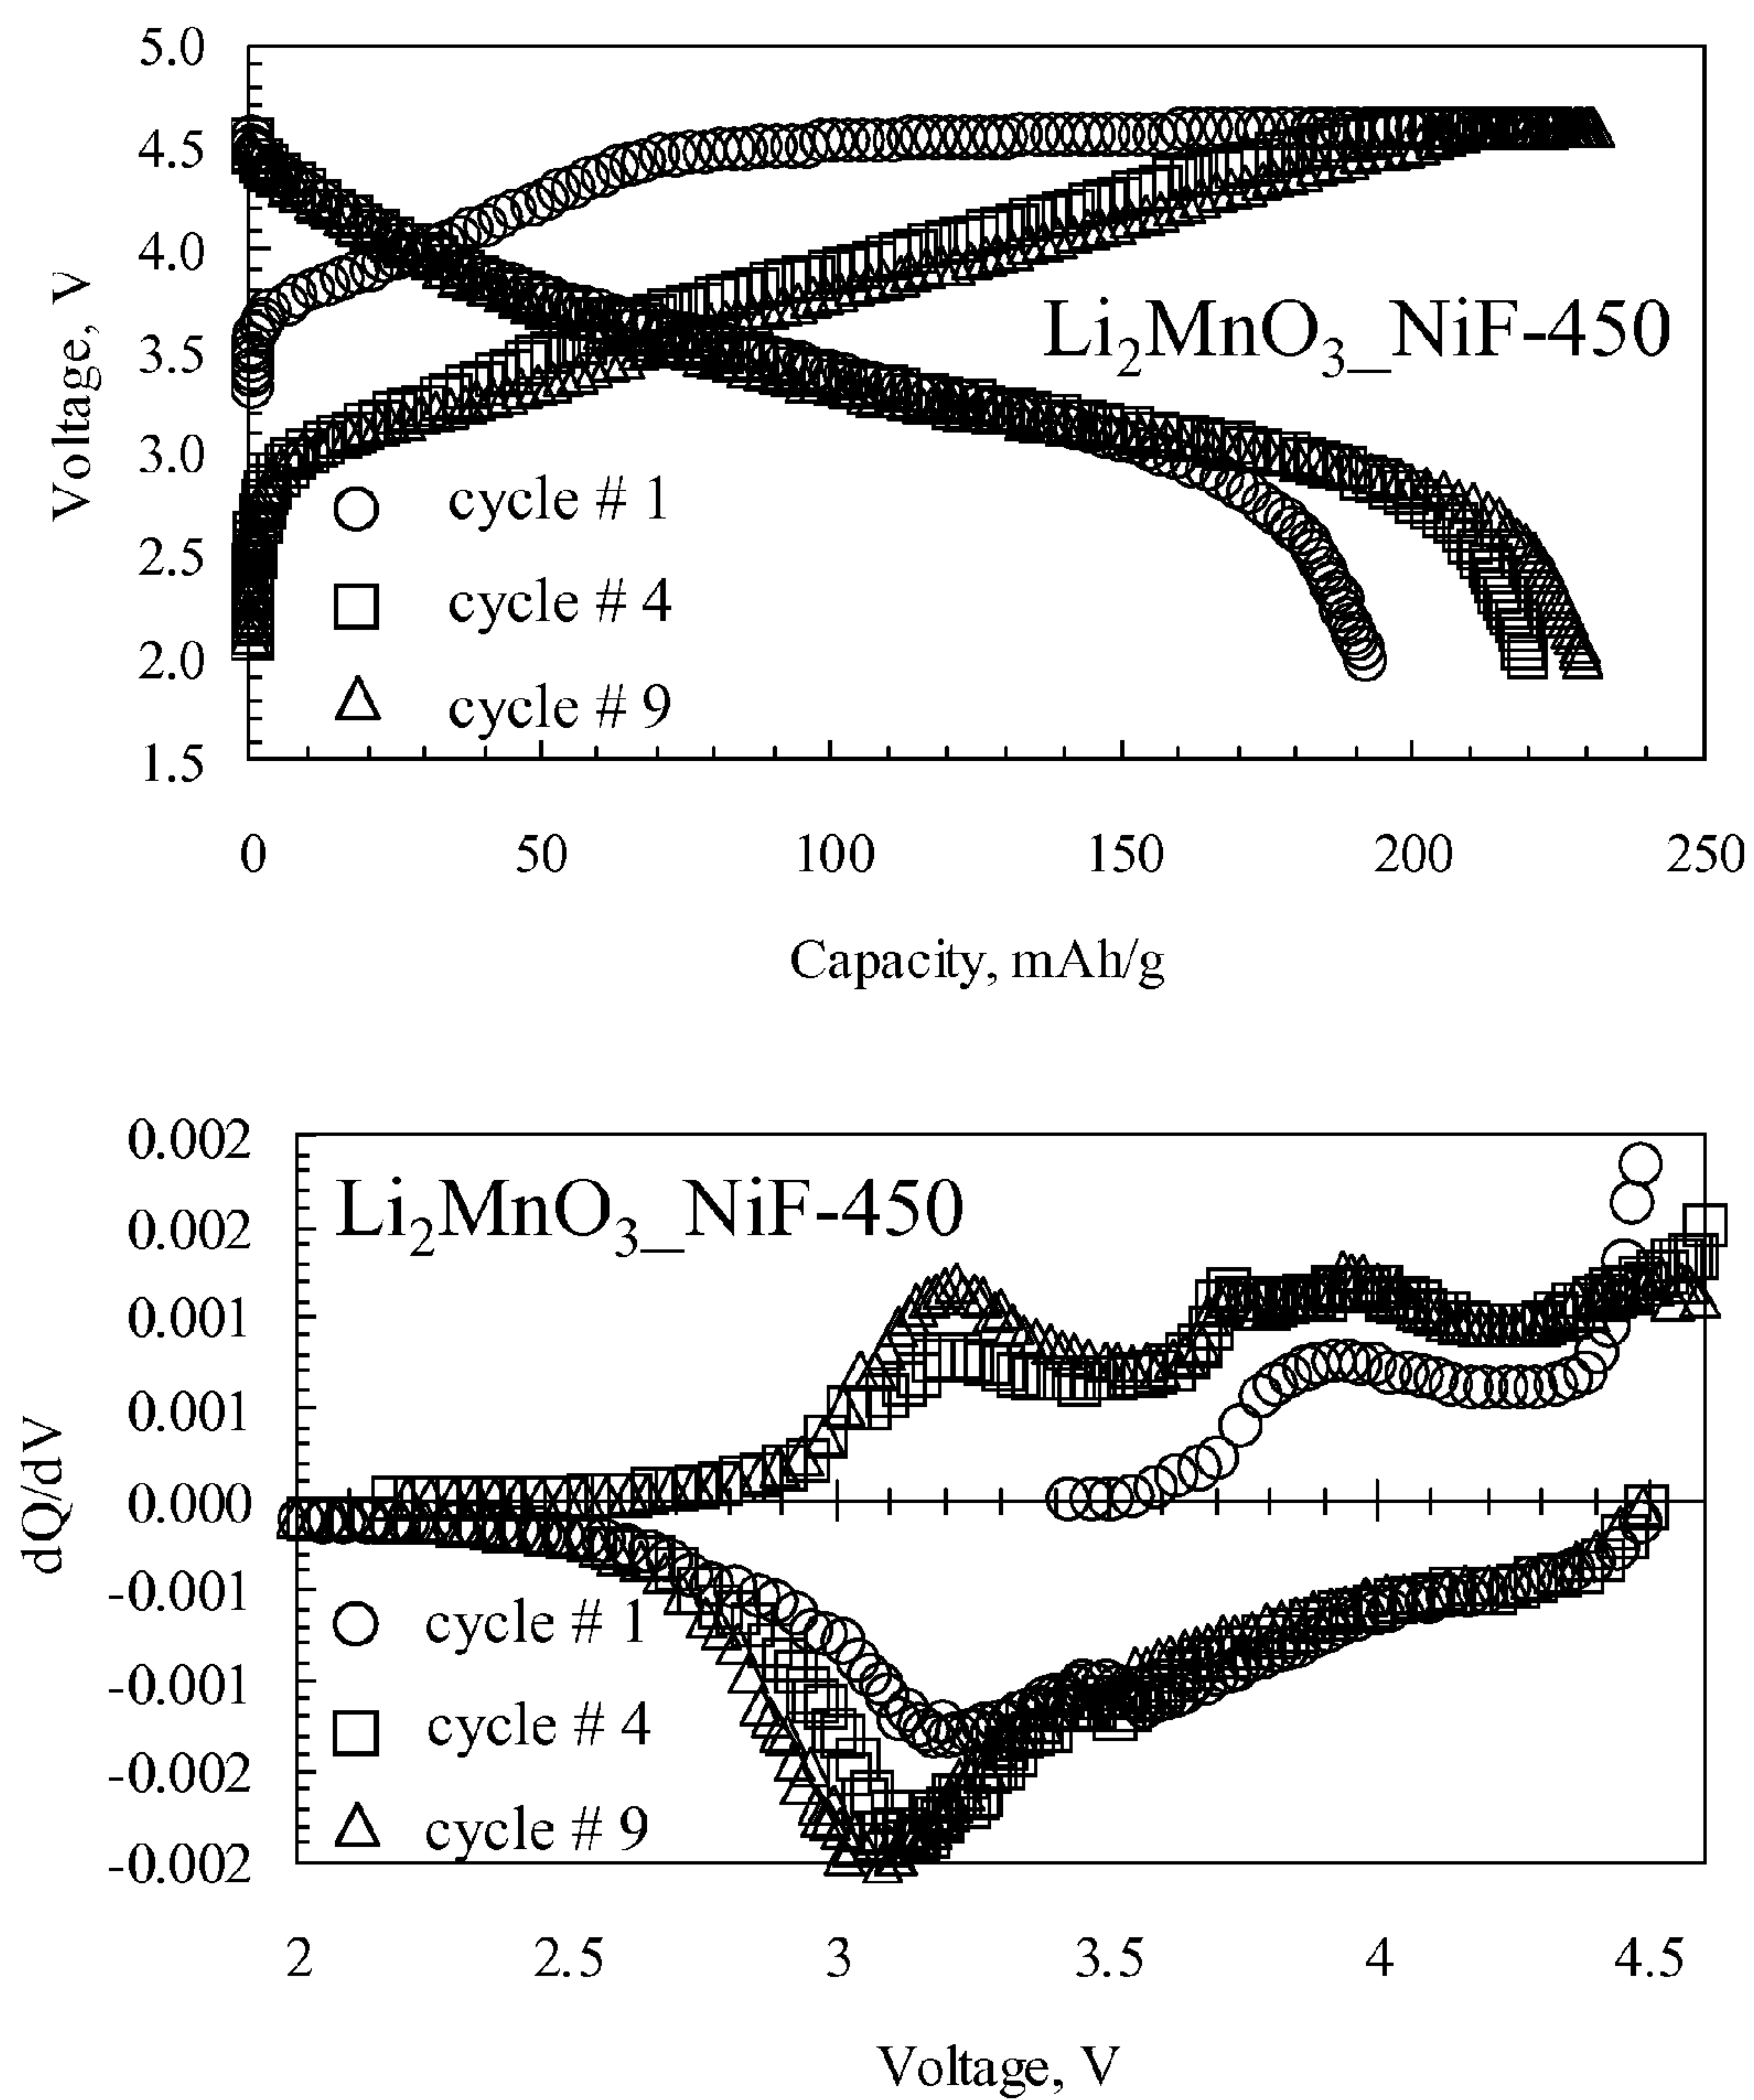 5.0
4.5
4.0
3.5
3.0
2.5
2.0
1.5
Voltage, V
Li₂MnO₃_NiF-450
cycle # 1
cycle # 4
cycle # 9
0 50 100 150 200 250
Capacity, mAh/g
0.002
0.002
0.001
0.001
0.000
-0.001
-0.001
-0.002
-0.002
dQ/dV
Li₂MnO₃_NiF-450
cycle # 1
cycle # 4
cycle # 9
2 2.5 3 3.5 4 4.5
Voltage, V